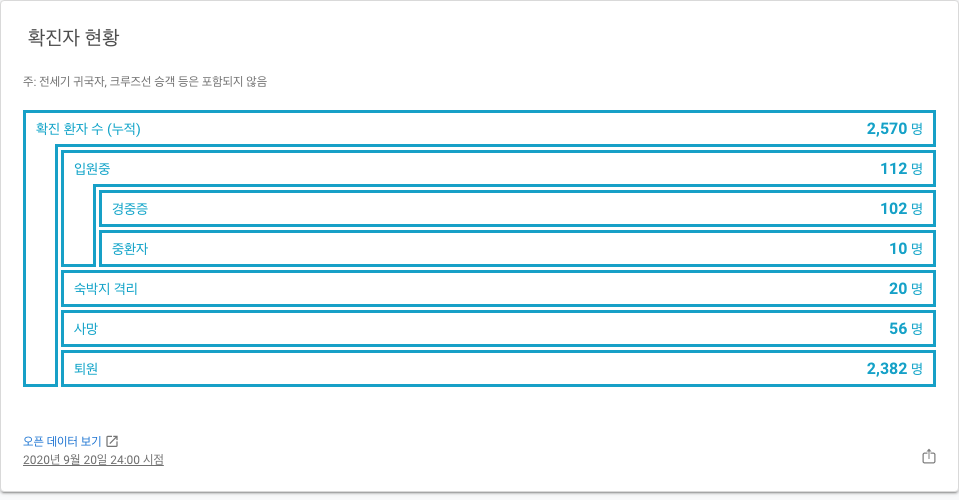 확진자 현황
주: 전세기 귀국자, 크루즈선 승객 등은 포함되지 않음
확진 환자 수 (누적) 2,570 명
입원중 112 명
경중증 102 명
중환자 10 명
숙박지 격리 20 명
사망 56 명
퇴원 2,382 명
오픈 데이터 보기
2020년 9월 20일 24:00 시점